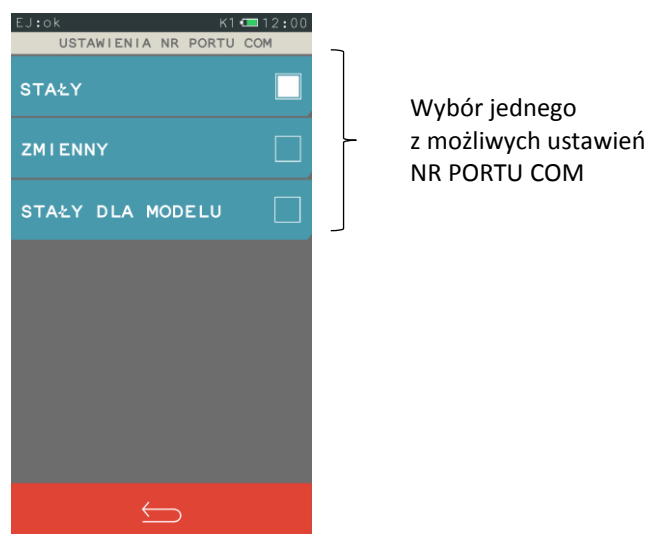 EJ:ok K1 12:00
USTAWIENIA NR PORTU COM
STAŁY
ZMIENNY
STAŁY DLA MODELU
Wybór jednego
z możliwych ustawień
NR PORTU COM